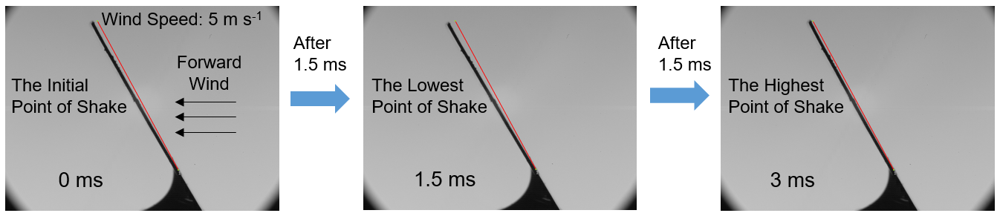 Wind Speed: 5 m s-1
Forward
Wind
The Initial
Point of Shake
0 ms
After
1.5 ms
The Lowest
Point of Shake
1.5 ms
After
1.5 ms
The Highest
Point of Shake
3 ms